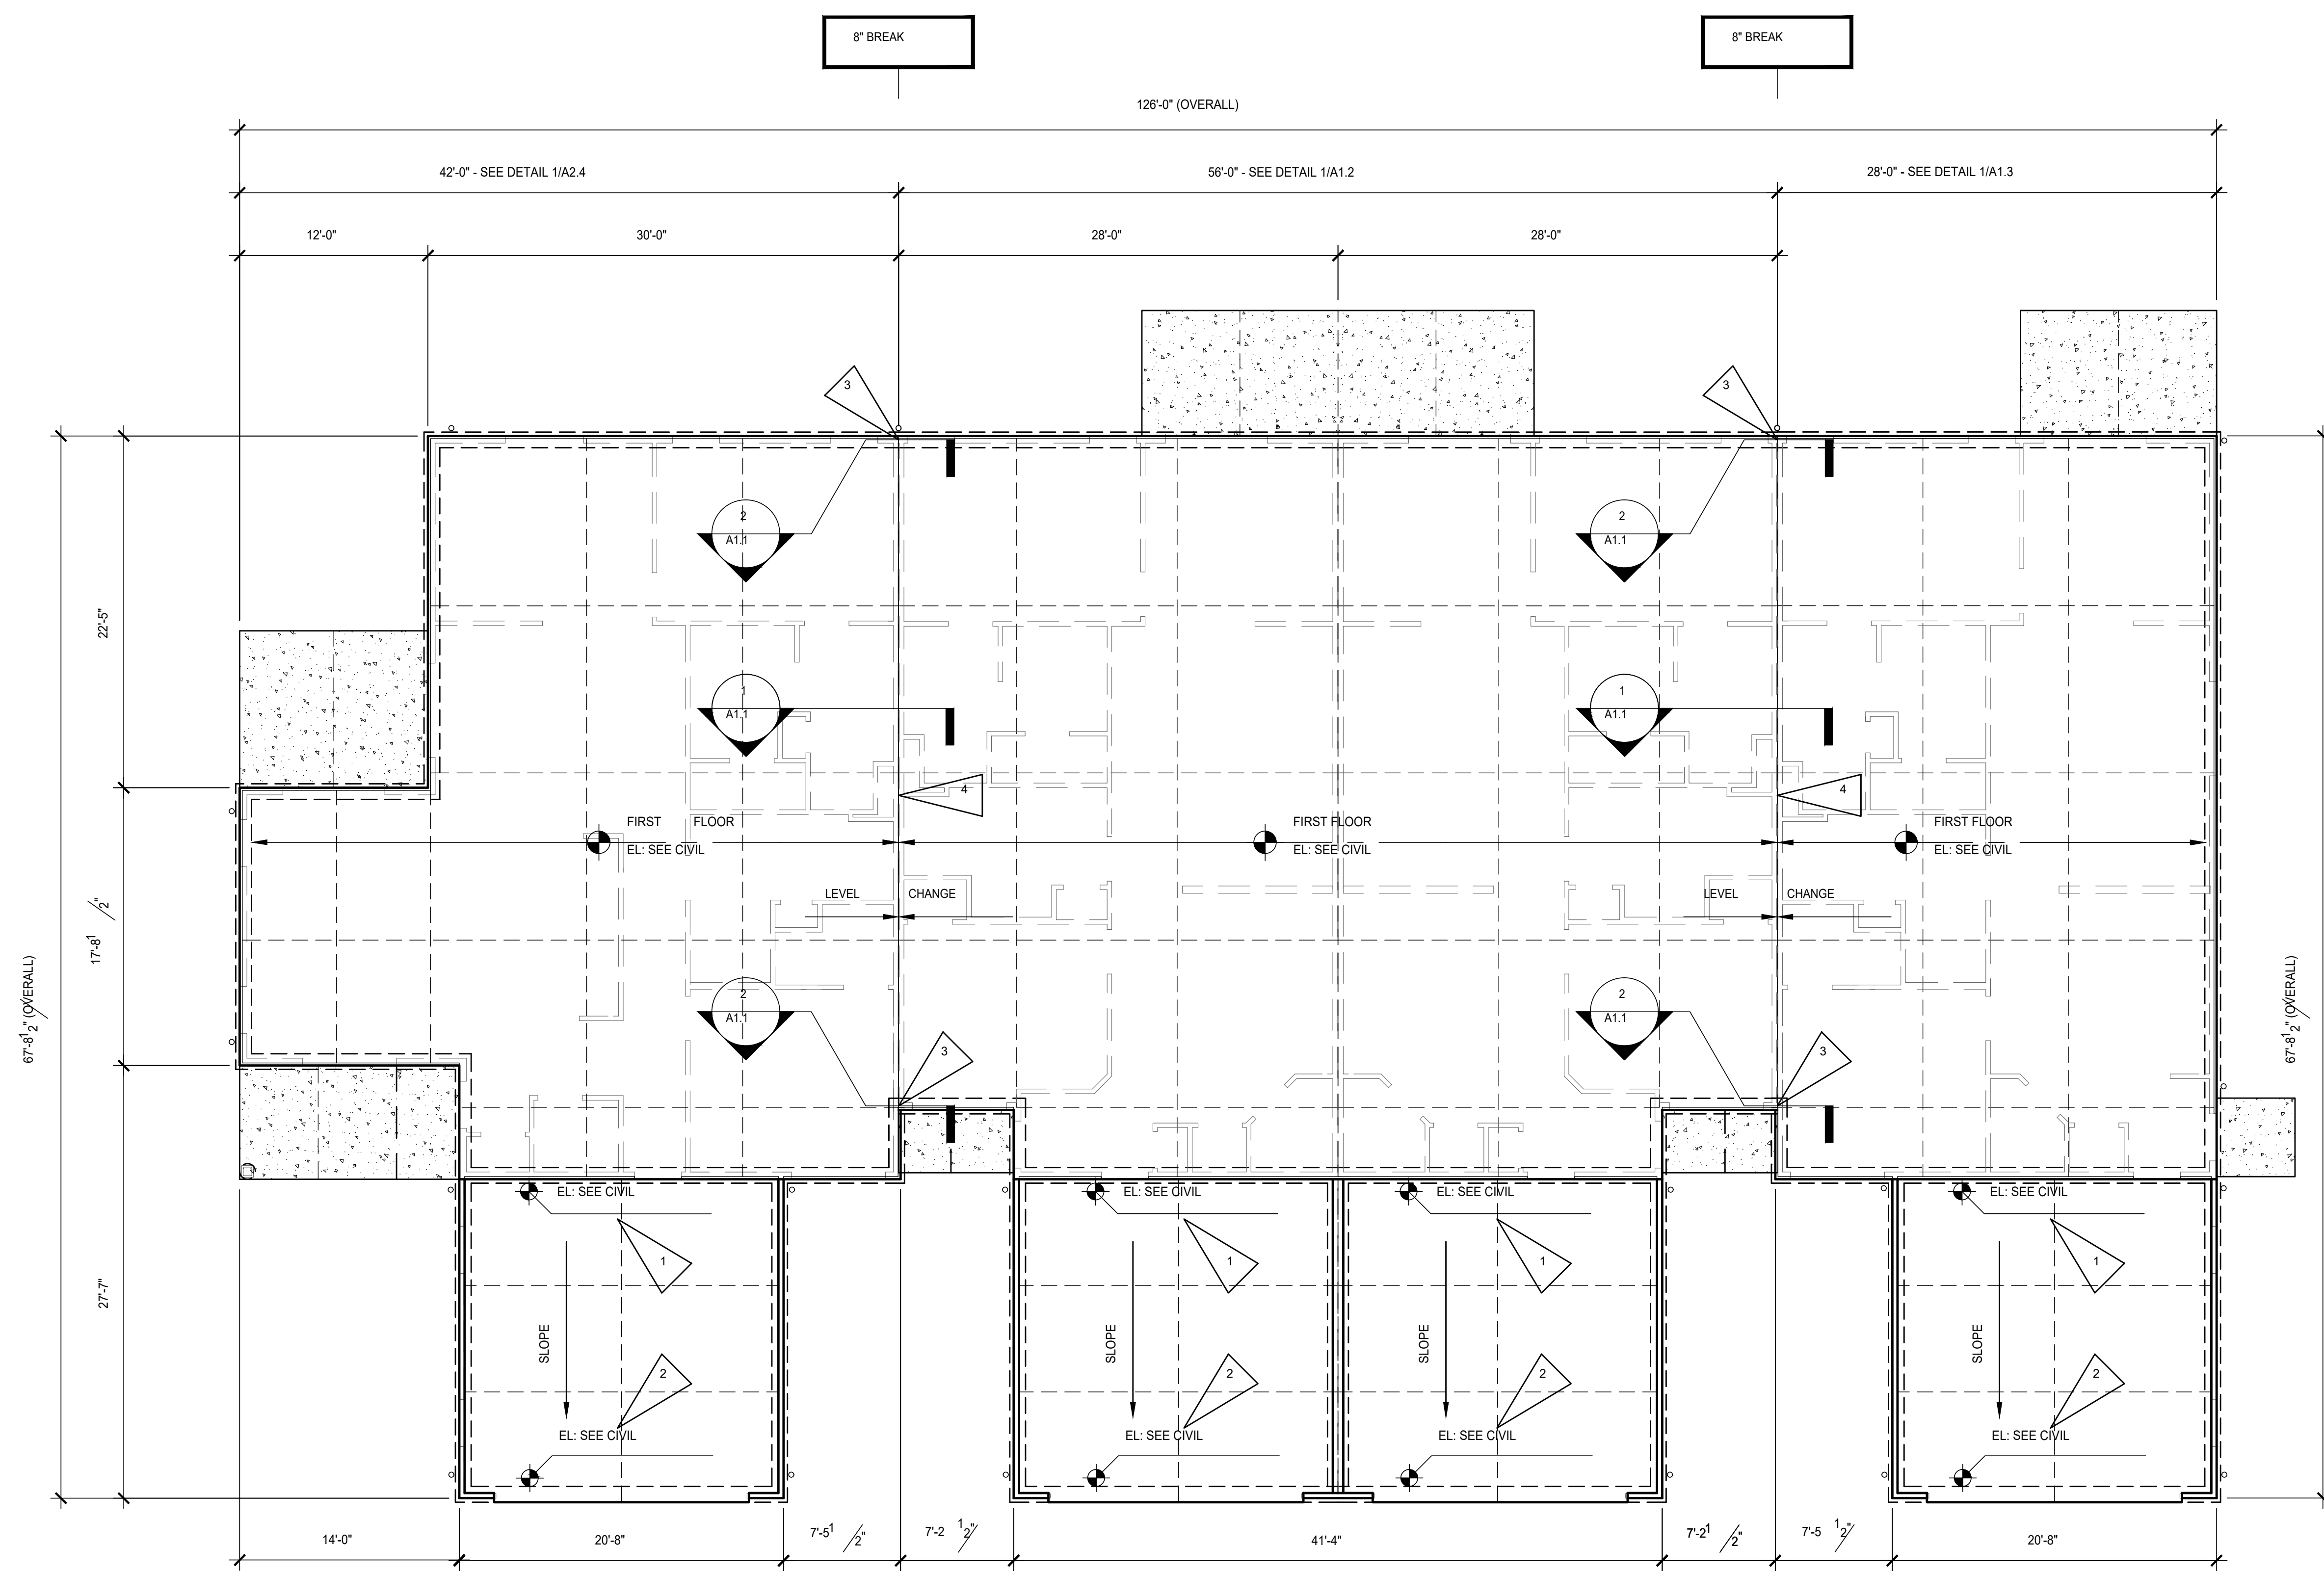 8" BREAK
8" BREAK
126'-0" (OVERALL)
42'-0" - SEE DETAIL 1/A2.4
56'-0" - SEE DETAIL 1/A1.2
28'-0" - SEE DETAIL 1/A1.3
12'-0"
30'-0"
28'-0"
28'-0"
3
3
2
A1.1
2
A1.1
22'-5"
1
A1.1
1
A1.1
4
4
FIRST FLOOR
EL: SEE CIVIL
FIRST FLOOR
EL: SEE CIVIL
FIRST FLOOR
EL: SEE CIVIL
LEVEL CHANGE
LEVEL CHANGE
17'-8 1/2"
67'-8 1/2" (OVERALL)
67'-8 1/2" (OVERALL)
2
A1.1
2
A1.1
3
3
EL: SEE CIVIL
EL: SEE CIVIL
EL: SEE CIVIL
EL: SEE CIVIL
1
1
1
1
27'-7"
SLOPE
SLOPE
SLOPE
SLOPE
2
2
2
2
EL: SEE CIVIL
EL: SEE CIVIL
EL: SEE CIVIL
EL: SEE CIVIL
14'-0"
20'-8"
7'-5 1/2"
7'-2 1/2"
41'-4"
7'-2 1/2"
7'-5 1/2"
20'-8"